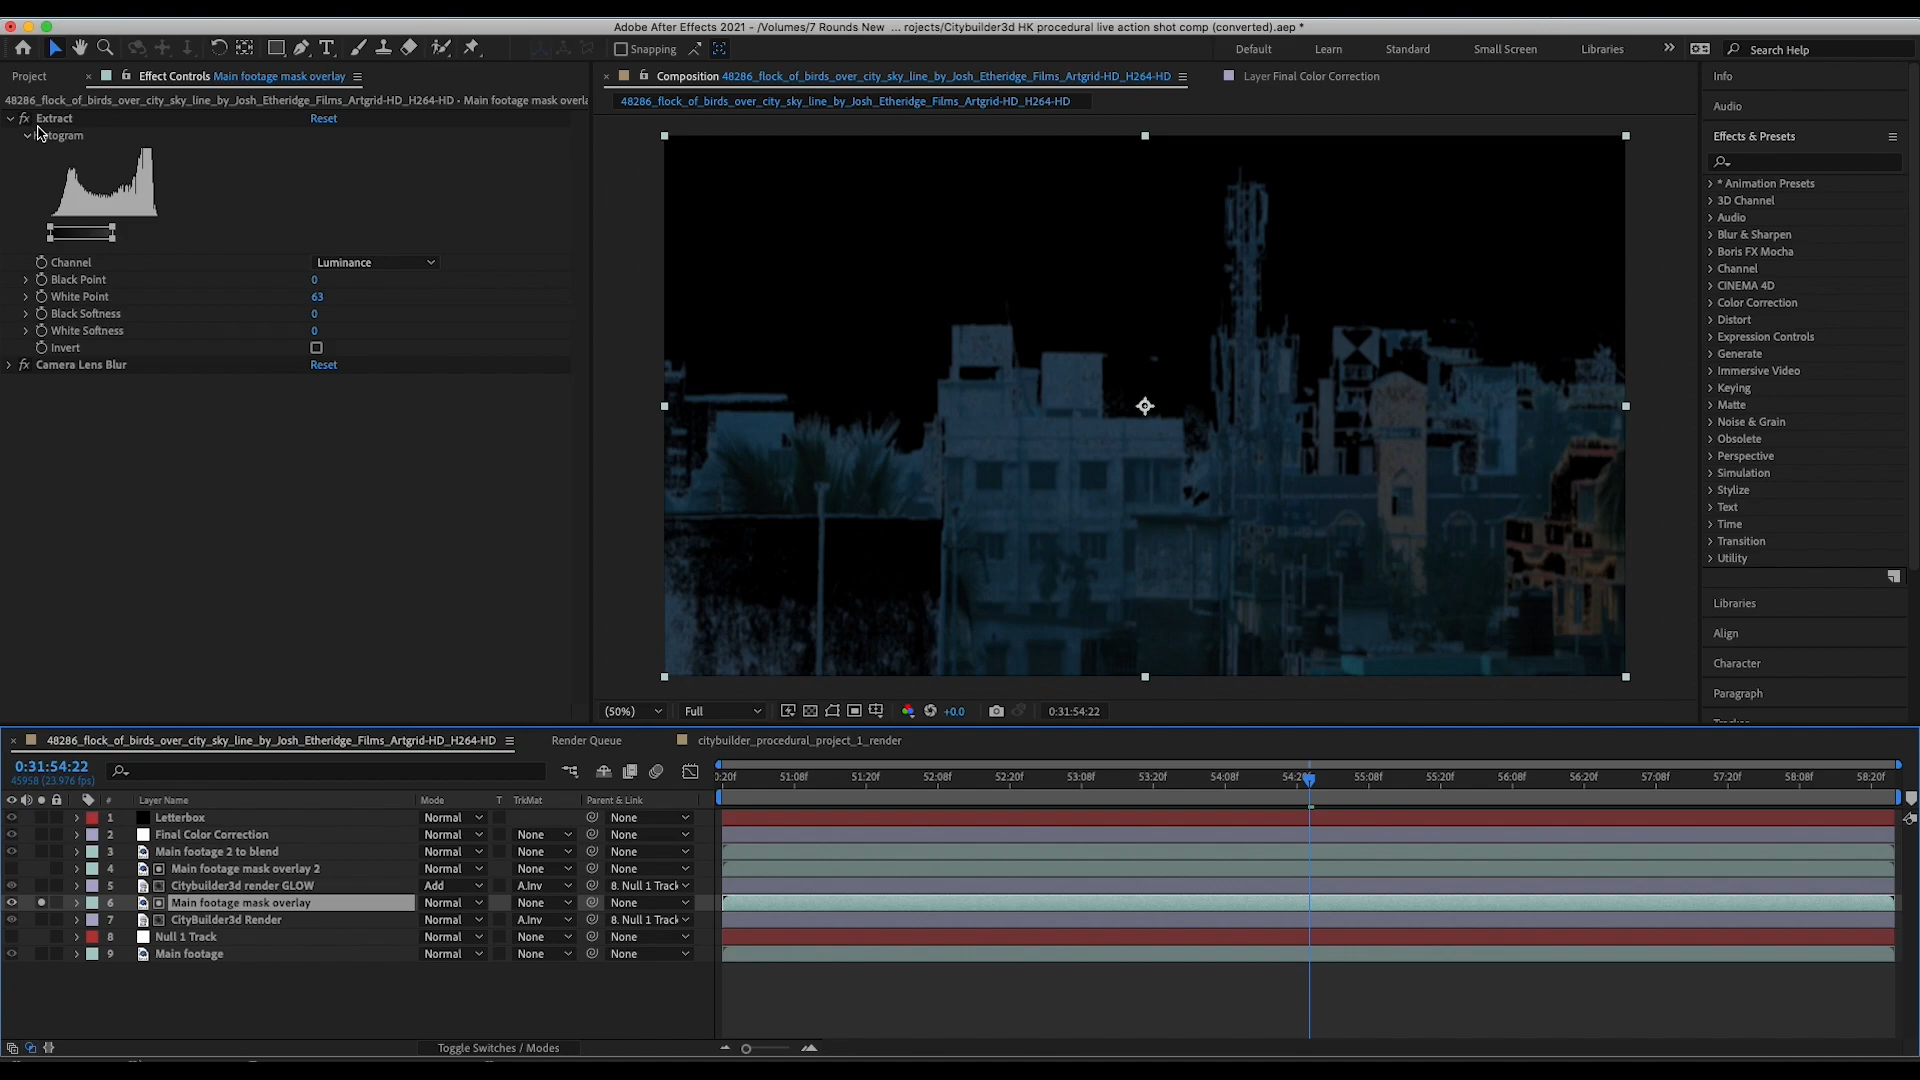 Adobe After Effects 2021 - /Volumes/7 Rounds New ... rojects/Citybuilder3d HK procedural live action shot comp (converted).aep *
Snapping
Default
Learn
Standard
Small Screen
Libraries
Search Help
Project
Effect Controls Main footage mask overlay
Composition 48286_flock_of_birds_over_city_sky_line_by_Josh_Etheridge_Films_Artgrid-HD_H264-HD
Layer Final Color Correction
48286_flock_of_birds_over_city_sky_line_by_Josh_Etheridge_Films_Artgrid-HD_H264-HD - Main footage mask overla
48286_flock_of_birds_over_city_sky_line_by_Josh_Etheridge_Films_Artgrid-HD_H264-HD
fx Extract Reset
togram
Channel Luminance
Black Point 0
White Point 63
Black Softness 0
White Softness 0
Invert
fx Camera Lens Blur Reset
Info
Audio
Effects & Presets
* Animation Presets
3D Channel
Audio
Blur & Sharpen
Boris FX Mocha
Channel
CINEMA 4D
Color Correction
Distort
Expression Controls
Generate
Immersive Video
Keying
Matte
Noise & Grain
Obsolete
Perspective
Simulation
Stylize
Text
Time
Transition
Utility
Libraries
Align
Character
Paragraph
(50%) Full +0.0 0:31:54:22
48286_flock_of_birds_over_city_sky_line_by_Josh_Etheridge_Films_Artgrid-HD_H264-HD
Render Queue
citybuilder_procedural_project_1_render
0:31:54:22
45958 (23.976 fps)
0:20f 51:08f 51:20f 52:08f 52:20f 53:08f 53:20f 54:08f 54:20f 55:08f 55:20f 56:08f 56:20f 57:08f 57:20f 58:08f 58:20f
# Layer Name Mode T TrkMat Parent & Link
1 Letterbox Normal None
2 Final Color Correction Normal None None
3 Main footage 2 to blend Normal None None
4 Main footage mask overlay 2 Normal None None
5 Citybuilder3d render GLOW Add A.Inv 8. Null 1 Track
6 Main footage mask overlay Normal None None
7 CityBuilder3d Render Normal A.Inv 8. Null 1 Track
8 Null 1 Track Normal None None
9 Main footage Normal None None
Toggle Switches / Modes